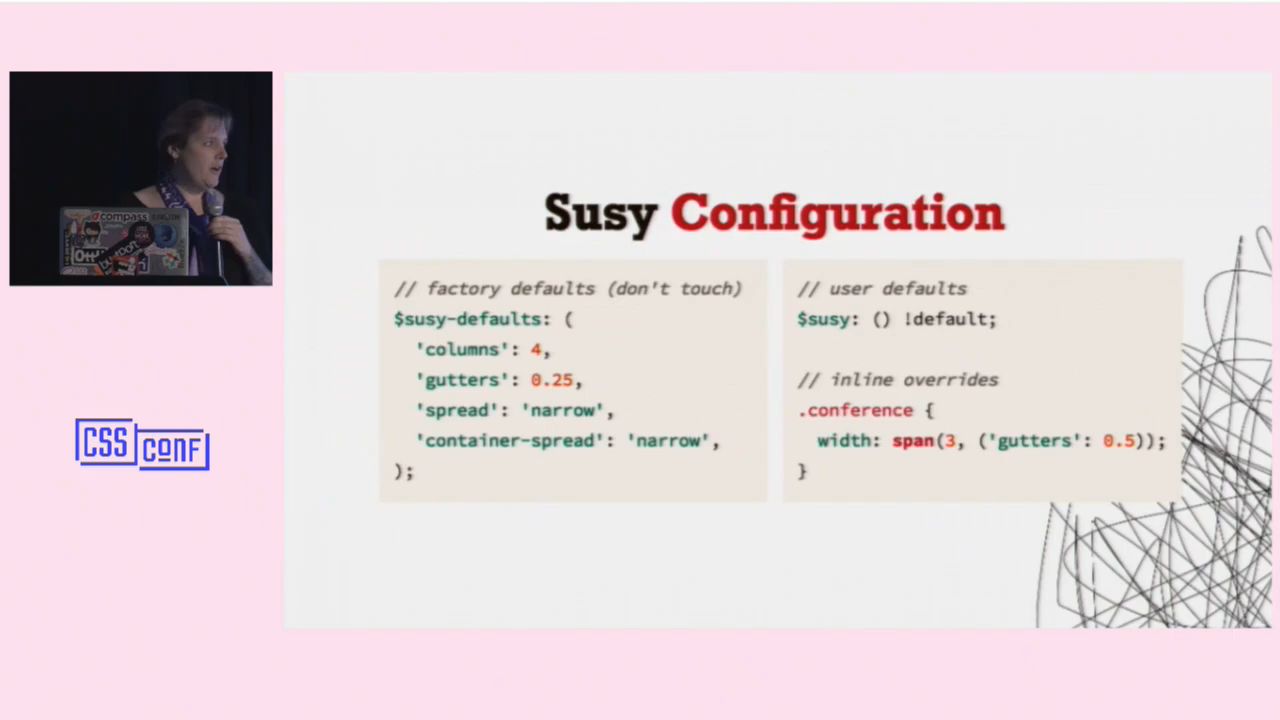 Susy Configuration
// factory defaults (don't touch)
$susy-defaults: (
'columns': 4,
'gutters': 0.25,
'spread': 'narrow',
'container-spread': 'narrow',
);
// user defaults
$susy: () !default;
// inline overrides
.conference {
width: span(3, ('gutters': 0.5));
}
compass
CSS
CONF